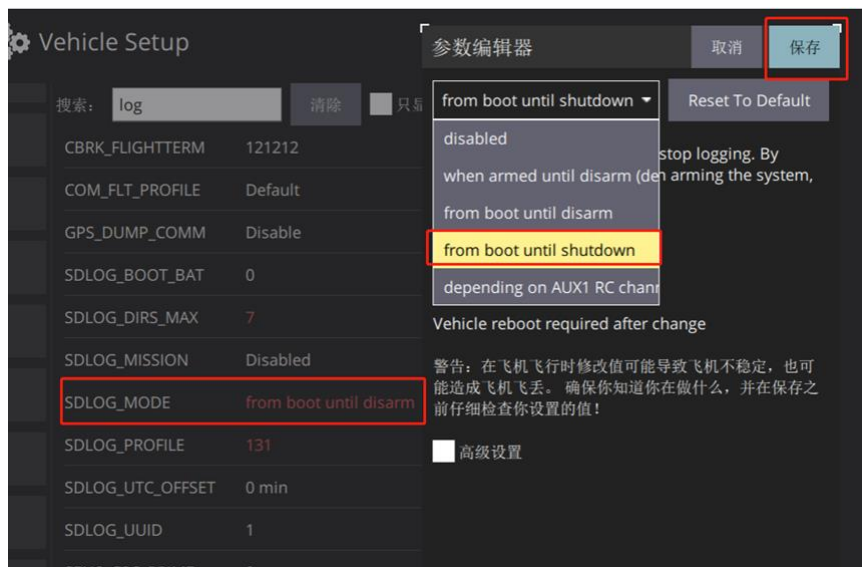 Vehicle Setup
搜索：
log
清除
只显
CBRK_FLIGHTTERM 121212
COM_FLT_PROFILE Default
GPS_DUMP_COMM Disable
SDLOG_BOOT_BAT 0
SDLOG_DIRS_MAX 7
SDLOG_MISSION Disabled
SDLOG_MODE from boot until disarm
SDLOG_PROFILE 131
SDLOG_UTC_OFFSET 0 min
SDLOG_UUID 1
参数编辑器
取消
保存
from boot until shutdown
Reset To Default
disabled
when armed until disarm (de
from boot until disarm
from boot until shutdown
depending on AUX1 RC chann
stop logging. By
n arming the system,
Vehicle reboot required after change
警告：在飞机飞行时修改值可能导致飞机不稳定，也可
能造成飞机飞丢。 确保你知道你在做什么，并在保存之
前仔细检查你设置的值！
高级设置